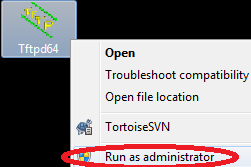 Tftpd64
Open
Troubleshoot compatibility
Open file location
TortoiseSVN
Run as administrator